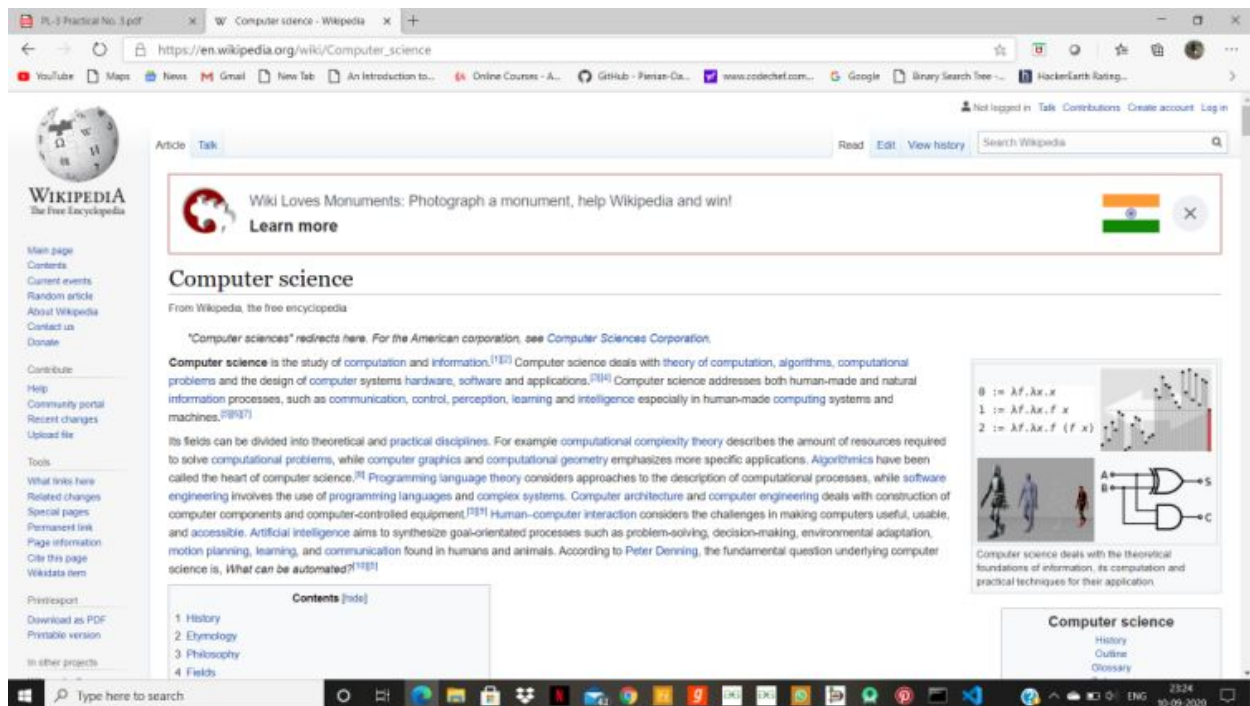 PL-3 Practical No. 3.pdf
W Computer science - Wikipedia
https://en.wikipedia.org/wiki/Computer_science
YouTube Maps News Gmail New Tab An Introduction to... Online Courses - A... GitHub - Pierian-Da... www.codechef.com... Google Binary Search Tree -... HackerEarth Rating...
Not logged in Talk Contributions Create account Log in
Article Talk Read Edit View history Search Wikipedia
WIKIPEDIA
The Free Encyclopedia
Wiki Loves Monuments: Photograph a monument, help Wikipedia and win!
Learn more
Main page
Contents
Current events
Random article
About Wikipedia
Contact us
Donate
Contribute
Help
Community portal
Recent changes
Upload file
Tools
What links here
Related changes
Special pages
Permanent link
Page information
Cite this page
Wikidata item
Print/export
Download as PDF
Printable version
In other projects
Computer science
From Wikipedia, the free encyclopedia
"Computer sciences" redirects here. For the American corporation, see Computer Sciences Corporation.
Computer science is the study of computation and information.[1][2] Computer science deals with theory of computation, algorithms, computational
problems and the design of computer systems hardware, software and applications.[3][4] Computer science addresses both human-made and natural
information processes, such as communication, control, perception, learning and intelligence especially in human-made computing systems and
machines.[5][6][7]
Its fields can be divided into theoretical and practical disciplines. For example computational complexity theory describes the amount of resources required
to solve computational problems, while computer graphics and computational geometry emphasizes more specific applications. Algorithmics have been
called the heart of computer science.[8] Programming language theory considers approaches to the description of computational processes, while software
engineering involves the use of programming languages and complex systems. Computer architecture and computer engineering deals with construction of
computer components and computer-controlled equipment.[5][9] Human–computer interaction considers the challenges in making computers useful, usable,
and accessible. Artificial intelligence aims to synthesize goal-orientated processes such as problem-solving, decision-making, environmental adaptation,
motion planning, learning, and communication found in humans and animals. According to Peter Denning, the fundamental question underlying computer
science is, What can be automated?[10][5]
Contents [hide]
1 History
2 Etymology
3 Philosophy
4 Fields
0 := λf.λx.x
1 := λf.λx.f x
2 := λf.λx.f (f x)
A
B
S
C
Computer science deals with the theoretical
foundations of information, its computation and
practical techniques for their application.
Computer science
History
Outline
Glossary
Type here to search
ENG
23:24
10-09-2020